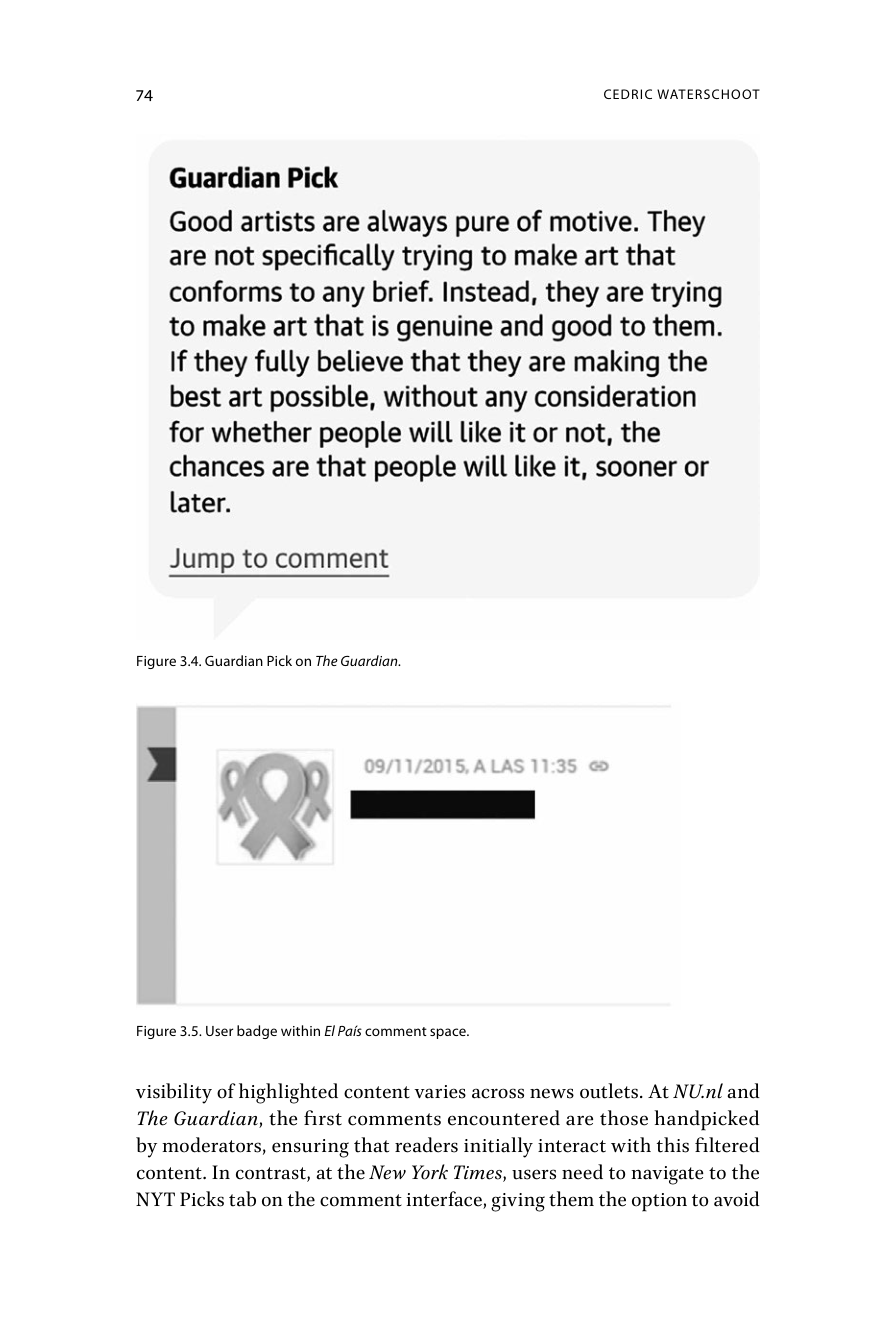 74
CEDRIC WATERSCHOOT
Guardian Pick
Good artists are always pure of motive. They
are not specifically trying to make art that
conforms to any brief. Instead, they are trying
to make art that is genuine and good to them.
If they fully believe that they are making the
best art possible, without any consideration
for whether people will like it or not, the
chances are that people will like it, sooner or
later.
Jump to comment
Figure 3.4. Guardian Pick on The Guardian.
09/11/2015, A LAS 11:35
Figure 3.5. User badge within El País comment space.
visibility of highlighted content varies across news outlets. At NU.nl and
The Guardian, the first comments encountered are those handpicked
by moderators, ensuring that readers initially interact with this filtered
content. In contrast, at the New York Times, users need to navigate to the
NYT Picks tab on the comment interface, giving them the option to avoid